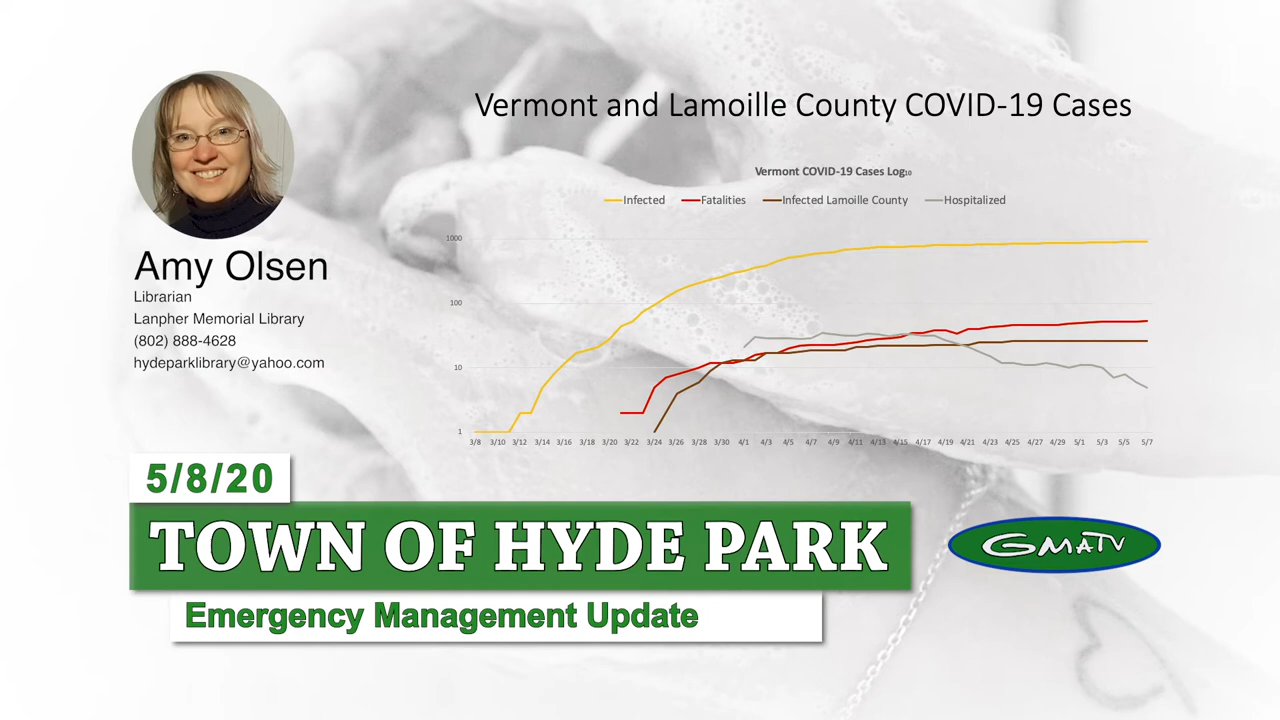 Vermont and Lamoille County COVID-19 Cases
Vermont COVID-19 Cases Log10
Infected Fatalities Infected Lamoille County Hospitalized
1000
100
10
1
3/8 3/10 3/12 3/14 3/16 3/18 3/20 3/22 3/24 3/26 3/28 3/30 4/1 4/3 4/5 4/7 4/9 4/11 4/13 4/15 4/17 4/19 4/21 4/23 4/25 4/27 4/29 5/1 5/3 5/5 5/7
Amy Olsen
Librarian
Lanpher Memorial Library
(802) 888-4628
hydeparklibrary@yahoo.com
5/8/20
TOWN OF HYDE PARK
Emergency Management Update
GMATV